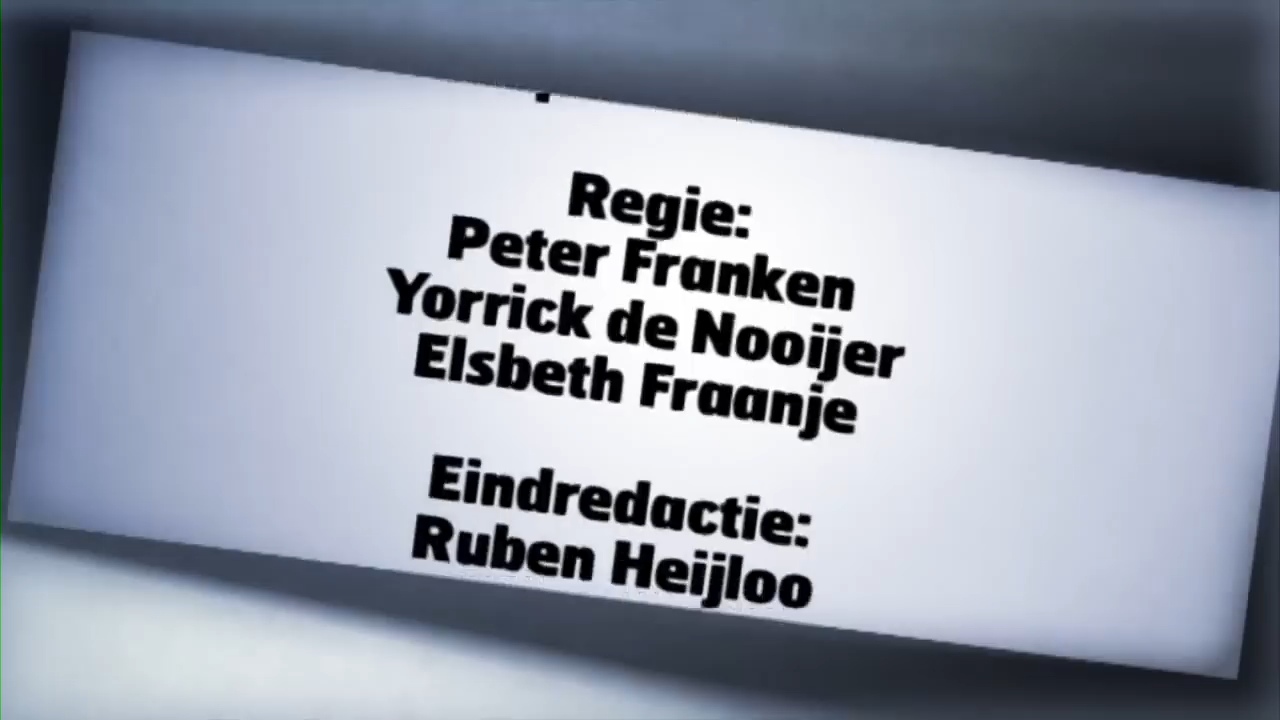 Regie:
Peter Franken
Yorrick de Nooijer
Elsbeth Fraanje
Eindredactie:
Ruben Heijloo